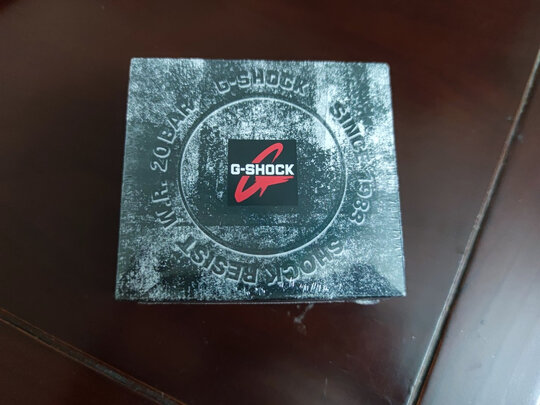 G-SHOCK
SINCE 1983
SHOCK RESIST
W.R. 20BAR
G-SHOCK